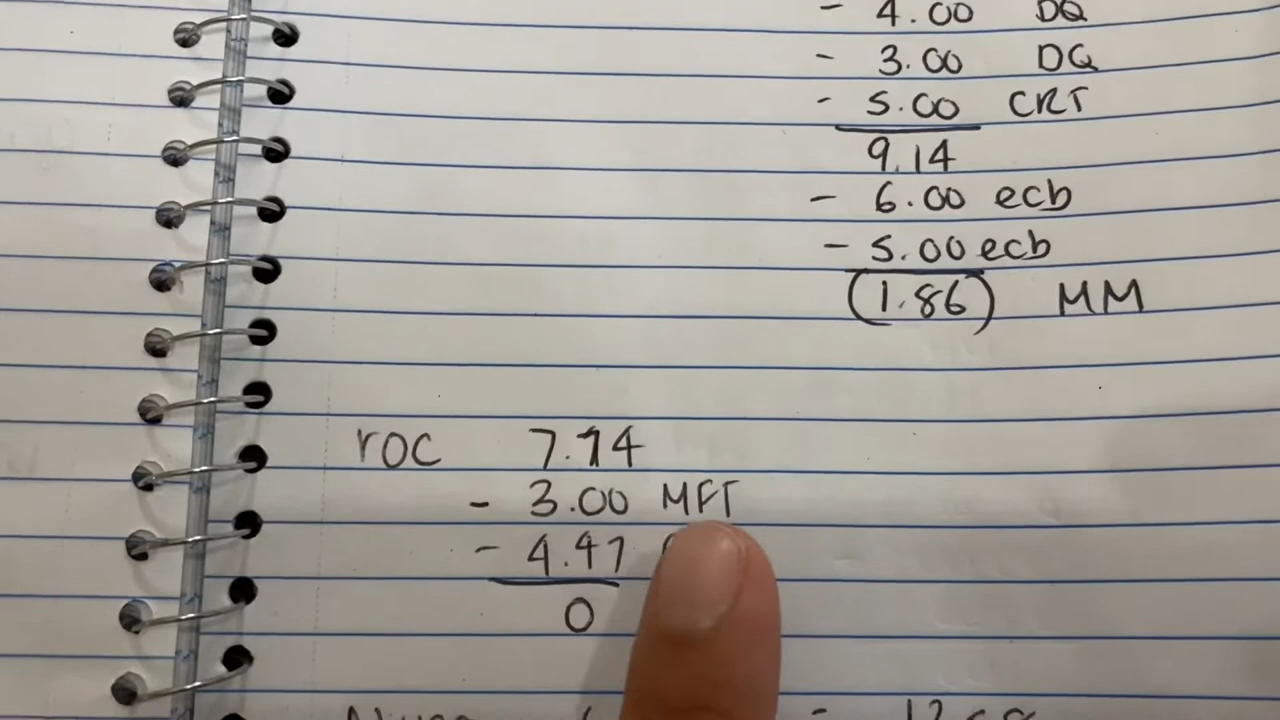 - 4.00 DQ
- 3.00 DQ
- 5.00 CRT
9.14
- 6.00 ecb
- 5.00 ecb
(1.86) MM
roc 7.74
- 3.00 MFT
- 4.47
0